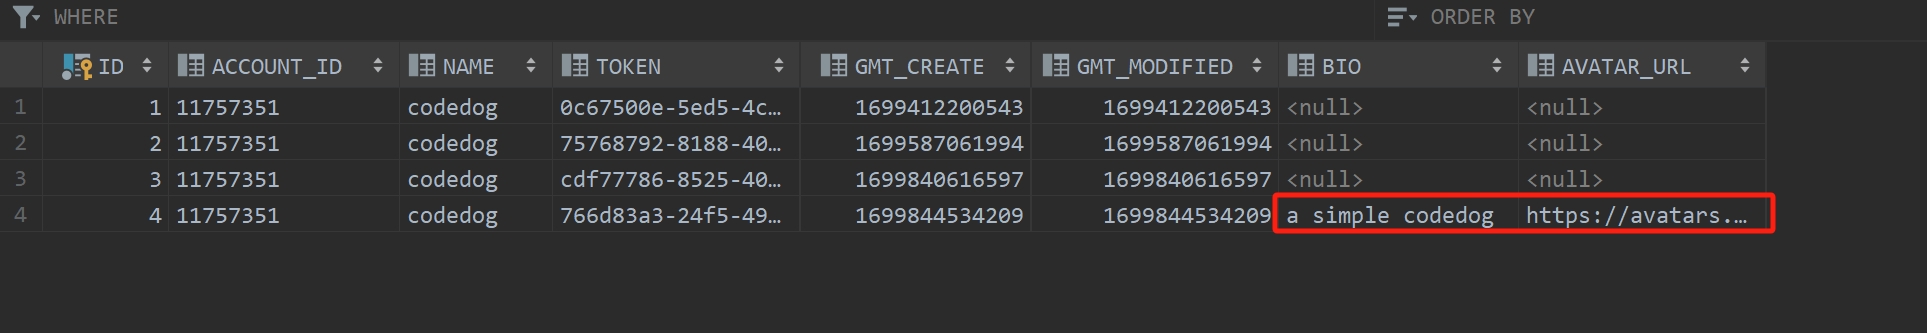 WHERE ORDER BY
ID ACCOUNT_ID NAME TOKEN GMT_CREATE GMT_MODIFIED BIO AVATAR_URL
1 1 11757351 codedog 0c67500e-5ed5-4c… 1699412200543 1699412200543 <null> <null>
2 2 11757351 codedog 75768792-8188-40… 1699587061994 1699587061994 <null> <null>
3 3 11757351 codedog cdf77786-8525-40… 1699840616597 1699840616597 <null> <null>
4 4 11757351 codedog 766d83a3-24f5-49… 1699844534209 1699844534209 a simple codedog https://avatars.…